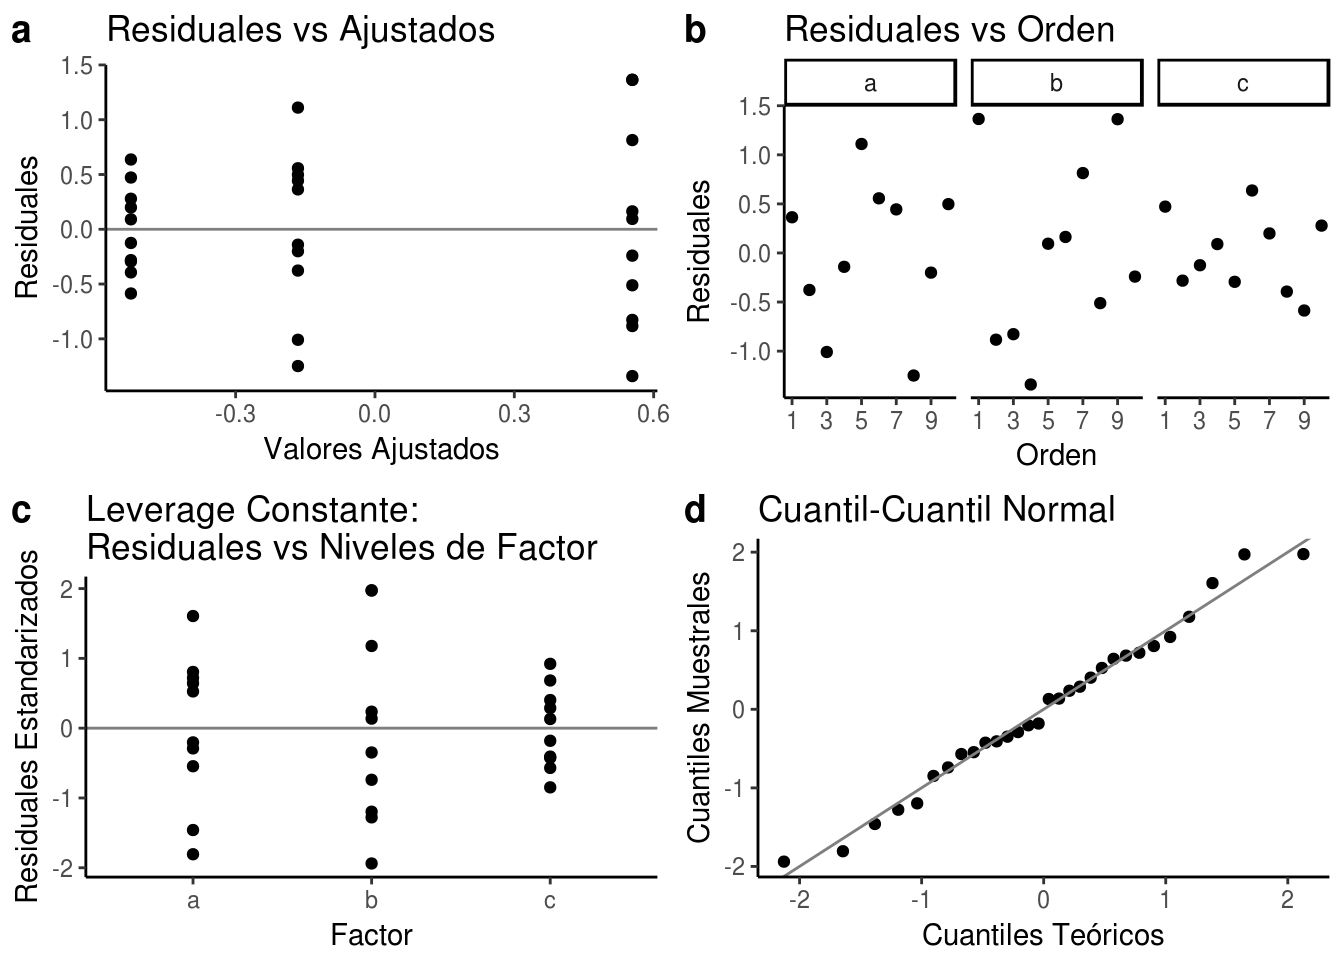 a Residuales vs Ajustados
1.5
1.0
0.5
0.0
-0.5
-1.0
Residuales
-0.3 0.0 0.3 0.6
Valores Ajustados
b Residuales vs Orden
a b c
1.5
1.0
0.5
0.0
-0.5
-1.0
Residuales
1 3 5 7 9 1 3 5 7 9 1 3 5 7 9
Orden
c Leverage Constante:
Residuales vs Niveles de Factor
2
1
0
-1
-2
Residuales Estandarizados
a b c
Factor
d Cuantil-Cuantil Normal
2
1
0
-1
-2
Cuantiles Muestrales
-2 -1 0 1 2
Cuantiles Teóricos